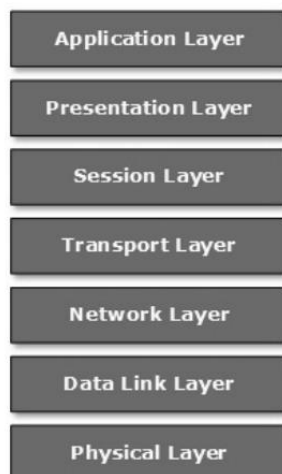 Application Layer
Presentation Layer
Session Layer
Transport Layer
Network Layer
Data Link Layer
Physical Layer